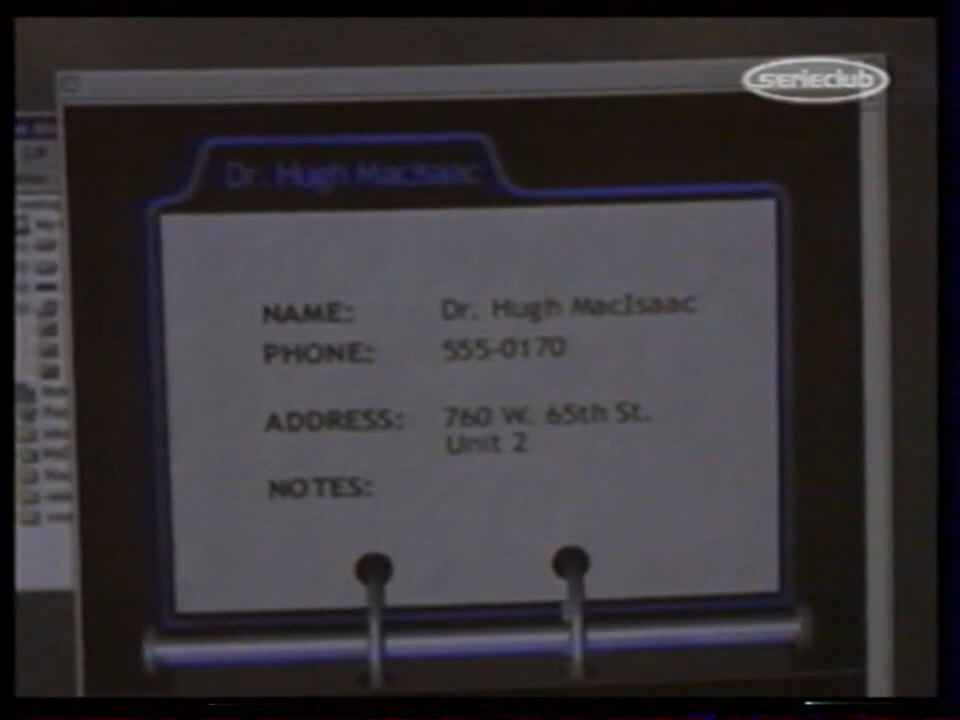 serieclub
Dr. Hugh MacIsaac
NAME: Dr. Hugh MacIsaac
PHONE: 555-0170
ADDRESS: 760 W. 65th St.
Unit 2
NOTES: